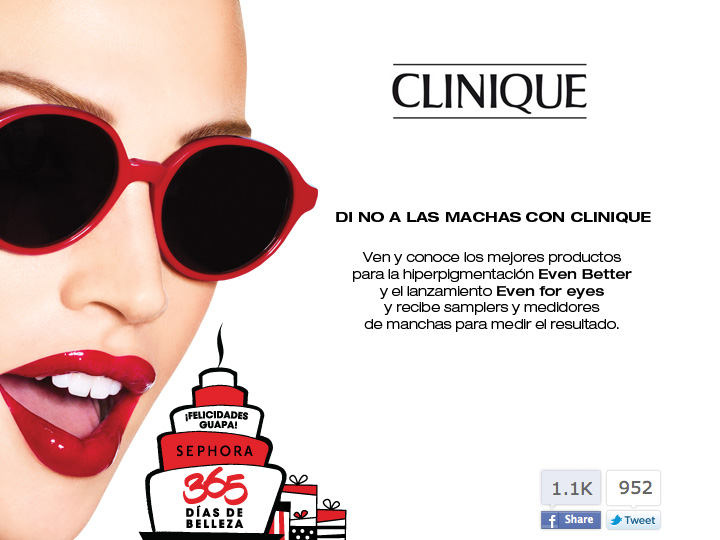 CLINIQUE
DI NO A LAS MACHAS CON CLINIQUE
Ven y conoce los mejores productos
para la hiperpigmentación Even Better
y el lanzamiento Even for eyes
y recibe samplers y medidores
de manchas para medir el resultado.
¡FELICIDADES
GUAPA!
SEPHORA
365
DÍAS DE
BELLEZA
1.1K
952
f Share
Tweet